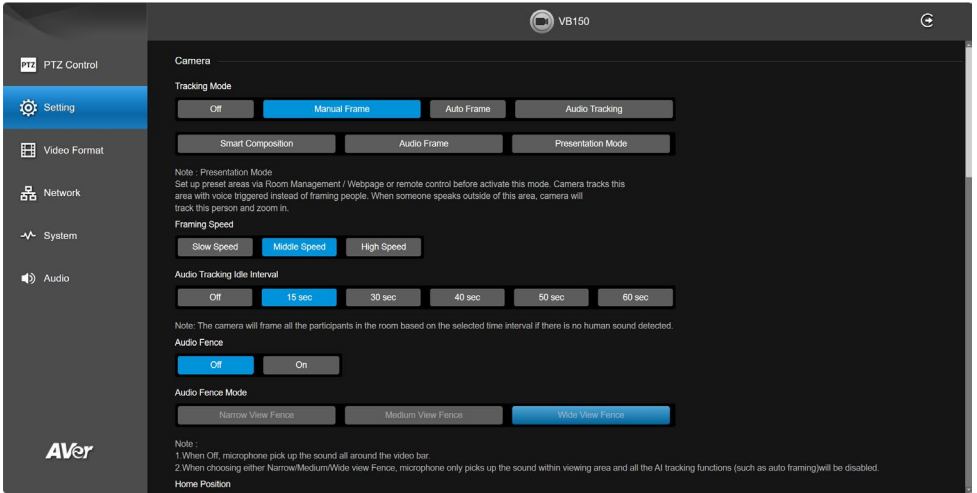 VB150
PTZ PTZ Control
Setting
Video Format
Network
System
Audio
AVer
Camera
Tracking Mode
Off Manual Frame Auto Frame Audio Tracking
Smart Composition Audio Frame Presentation Mode
Note : Presentation Mode
Set up preset areas via Room Management / Webpage or remote control before activate this mode. Camera tracks this
area with voice triggered instead of framing people. When someone speaks outside of this area, camera will
track this person and zoom in.
Framing Speed
Slow Speed Middle Speed High Speed
Audio Tracking Idle Interval
Off 15 sec 30 sec 40 sec 50 sec 60 sec
Note: The camera will frame all the participants in the room based on the selected time interval if there is no human sound detected.
Audio Fence
Off On
Audio Fence Mode
Narrow View Fence Medium View Fence Wide View Fence
Note :
1.When Off, microphone pick up the sound all around the video bar.
2.When choosing either Narrow/Medium/Wide view Fence, microphone only picks up the sound within viewing area and all the AI tracking functions (such as auto framing)will be disabled.
Home Position